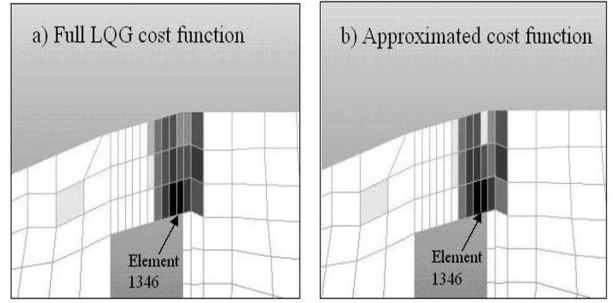 a) Full LQG cost function
Element
1346
b) Approximated cost function
Element
1346